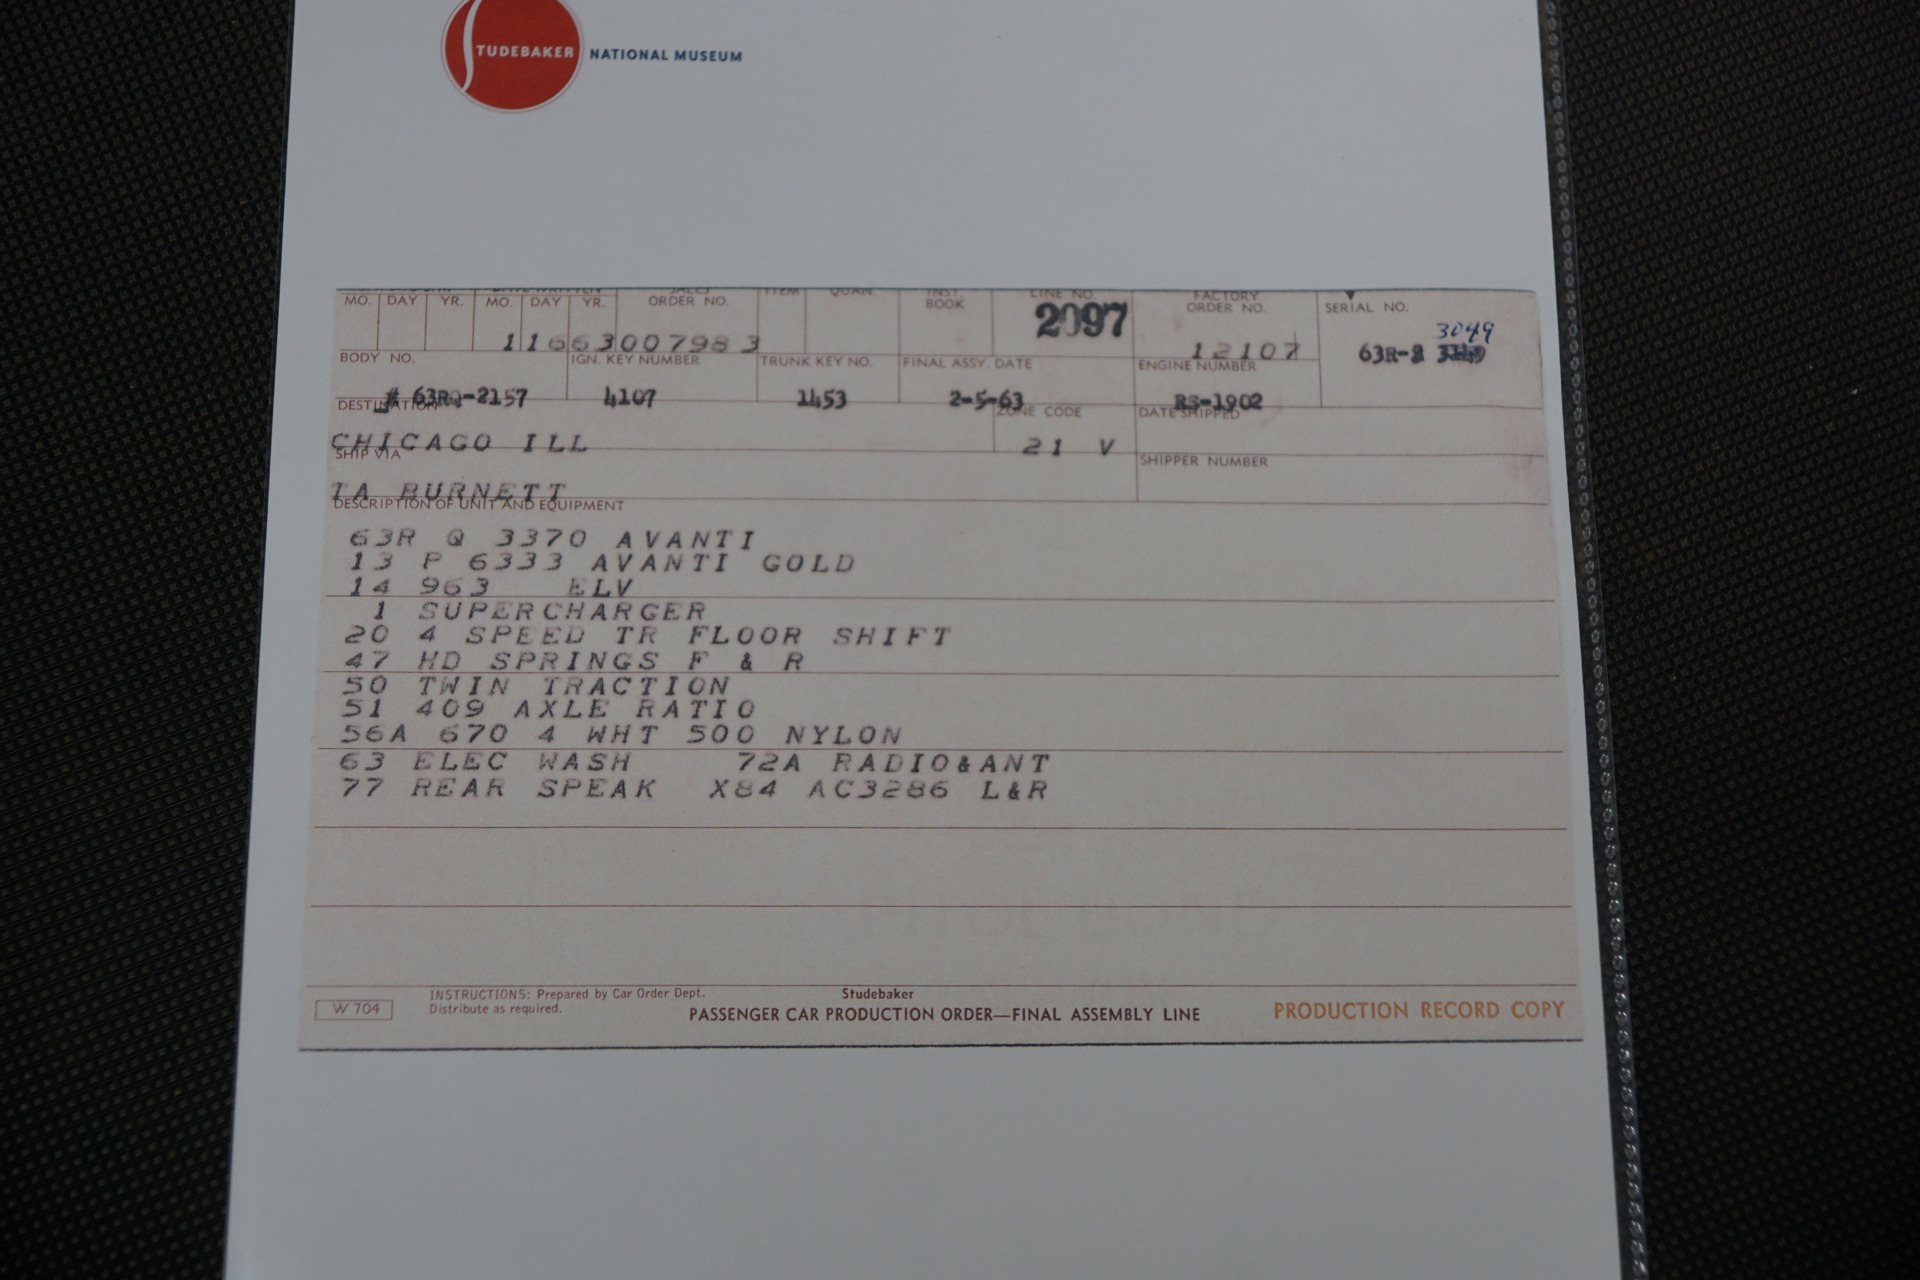 STUDEBAKER NATIONAL MUSEUM
MO. DAY YR. MO. DAY YR. ORDER NO. ITEM QUAN. INST. BOOK LINE NO. FACTORY ORDER NO. SERIAL NO.
2097
3049
11663007983 12107 63R-
BODY NO. IGN. KEY NUMBER TRUNK KEY NO. FINAL ASSY. DATE ENGINE NUMBER
# 63RQ-2157 4107 1453 2-5-63 RS-1902
DESTINATION ZONE CODE DATE SHIPPED
CHICAGO ILL 21 V
SHIP VIA SHIPPER NUMBER
TA BURNETT
DESCRIPTION OF UNIT AND EQUIPMENT
63R Q 3370 AVANTI
13 P 6333 AVANTI GOLD
14 963 ELV
1 SUPERCHARGER
20 4 SPEED TR FLOOR SHIFT
47 HD SPRINGS F & R
50 TWIN TRACTION
51 409 AXLE RATIO
56A 670 4 WHT 500 NYLON
63 ELEC WASH 72A RADIO&ANT
77 REAR SPEAK X84 AC3286 L&R
W 704
INSTRUCTIONS: Prepared by Car Order Dept.
Distribute as required.
Studebaker
PASSENGER CAR PRODUCTION ORDER—FINAL ASSEMBLY LINE
PRODUCTION RECORD COPY